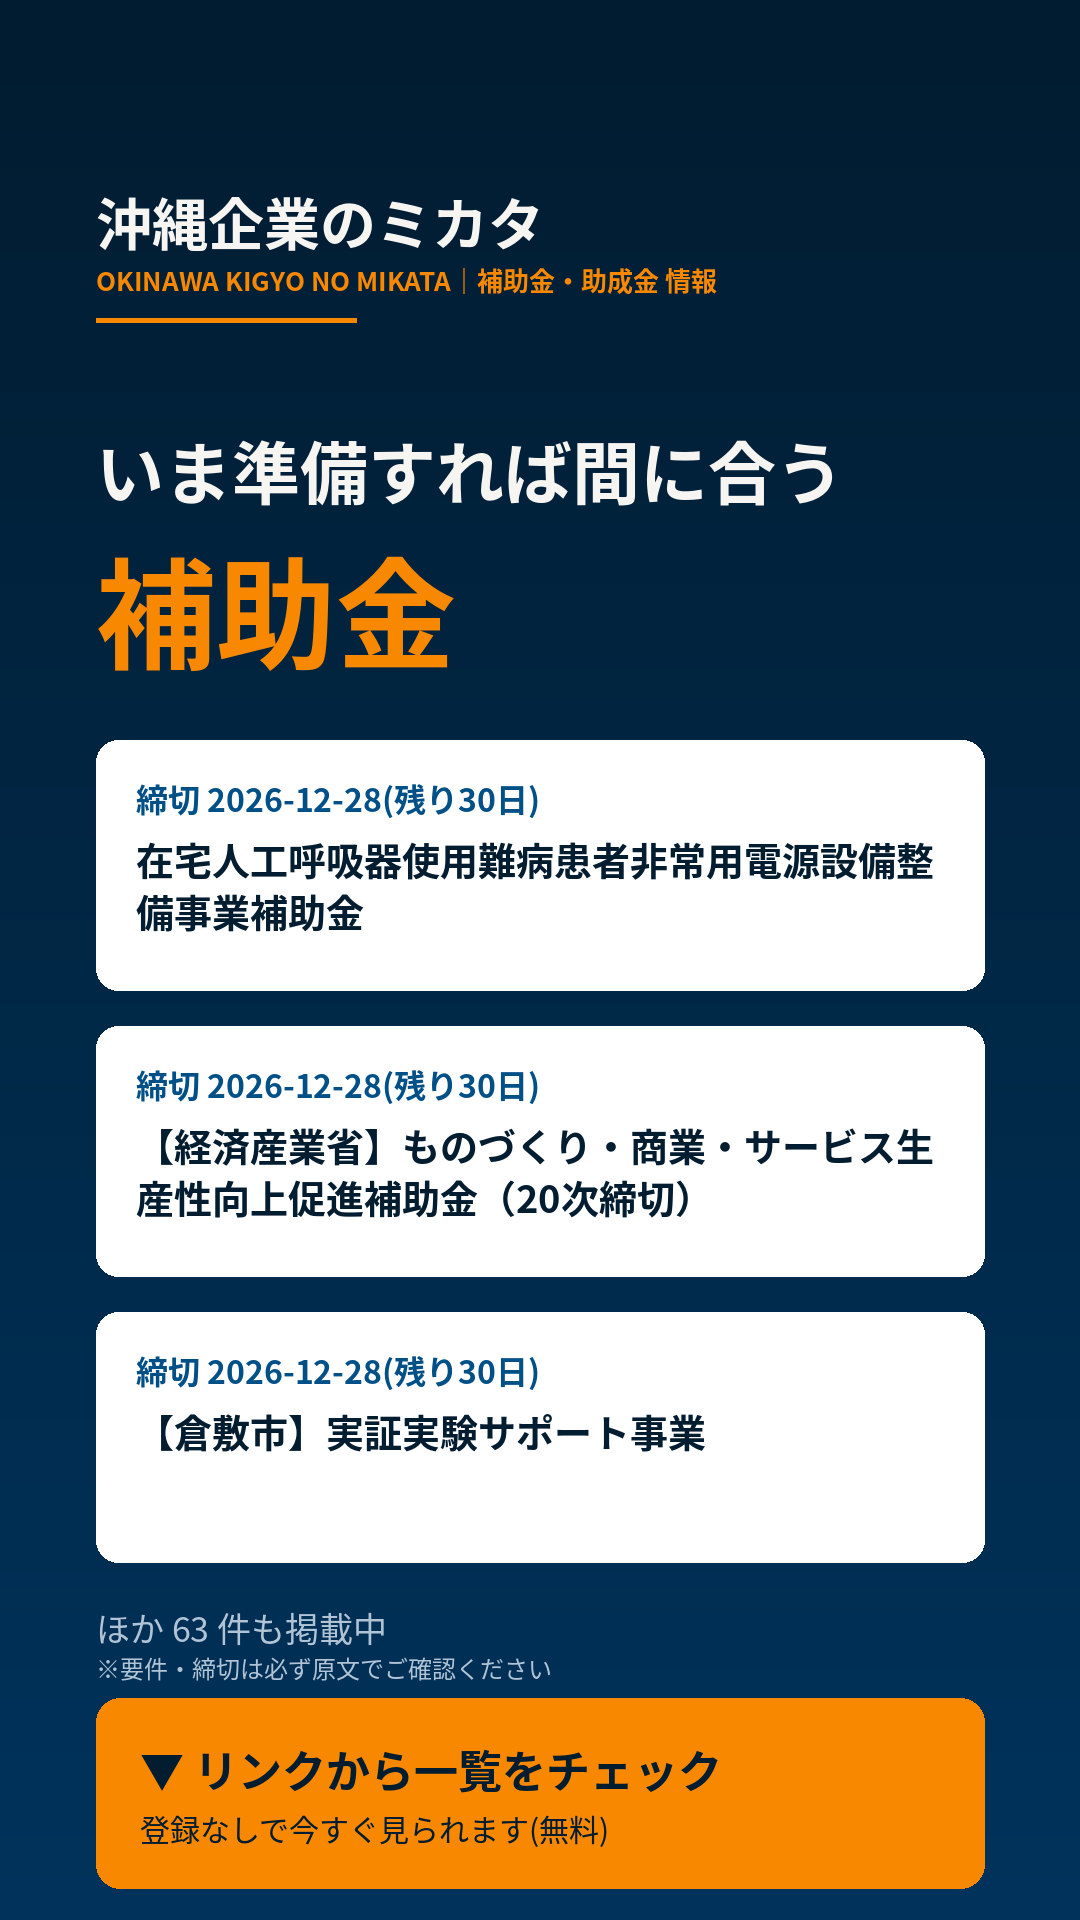 沖縄企業のミカタ
OKINAWA KIGYO NO MIKATA｜補助金・助成金 情報
いま準備すれば間に合う
補助金
締切 2026-12-28(残り30日)
在宅人工呼吸器使用難病患者非常用電源設備整
備事業補助金
締切 2026-12-28(残り30日)
【経済産業省】ものづくり・商業・サービス生
産性向上促進補助金（20次締切）
締切 2026-12-28(残り30日)
【倉敷市】実証実験サポート事業
ほか 63 件も掲載中
※要件・締切は必ず原文でご確認ください
▼ リンクから一覧をチェック
登録なしで今すぐ見られます(無料)